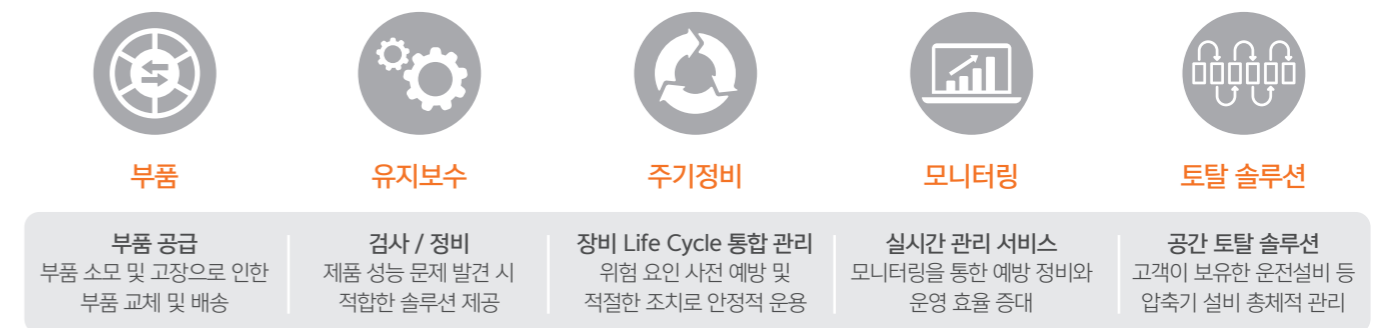 부품
유지보수
주기정비
모니터링
토탈 솔루션
부품 공급
부품 소모 및 고장으로 인한
부품 교체 및 배송
검사 / 정비
제품 성능 문제 발견 시
적합한 솔루션 제공
장비 Life Cycle 통합 관리
위험 요인 사전 예방 및
적절한 조치로 안정적 운용
실시간 관리 서비스
모니터링을 통한 예방 정비와
운영 효율 증대
공간 토탈 솔루션
고객이 보유한 운전설비 등
압축기 설비 총체적 관리